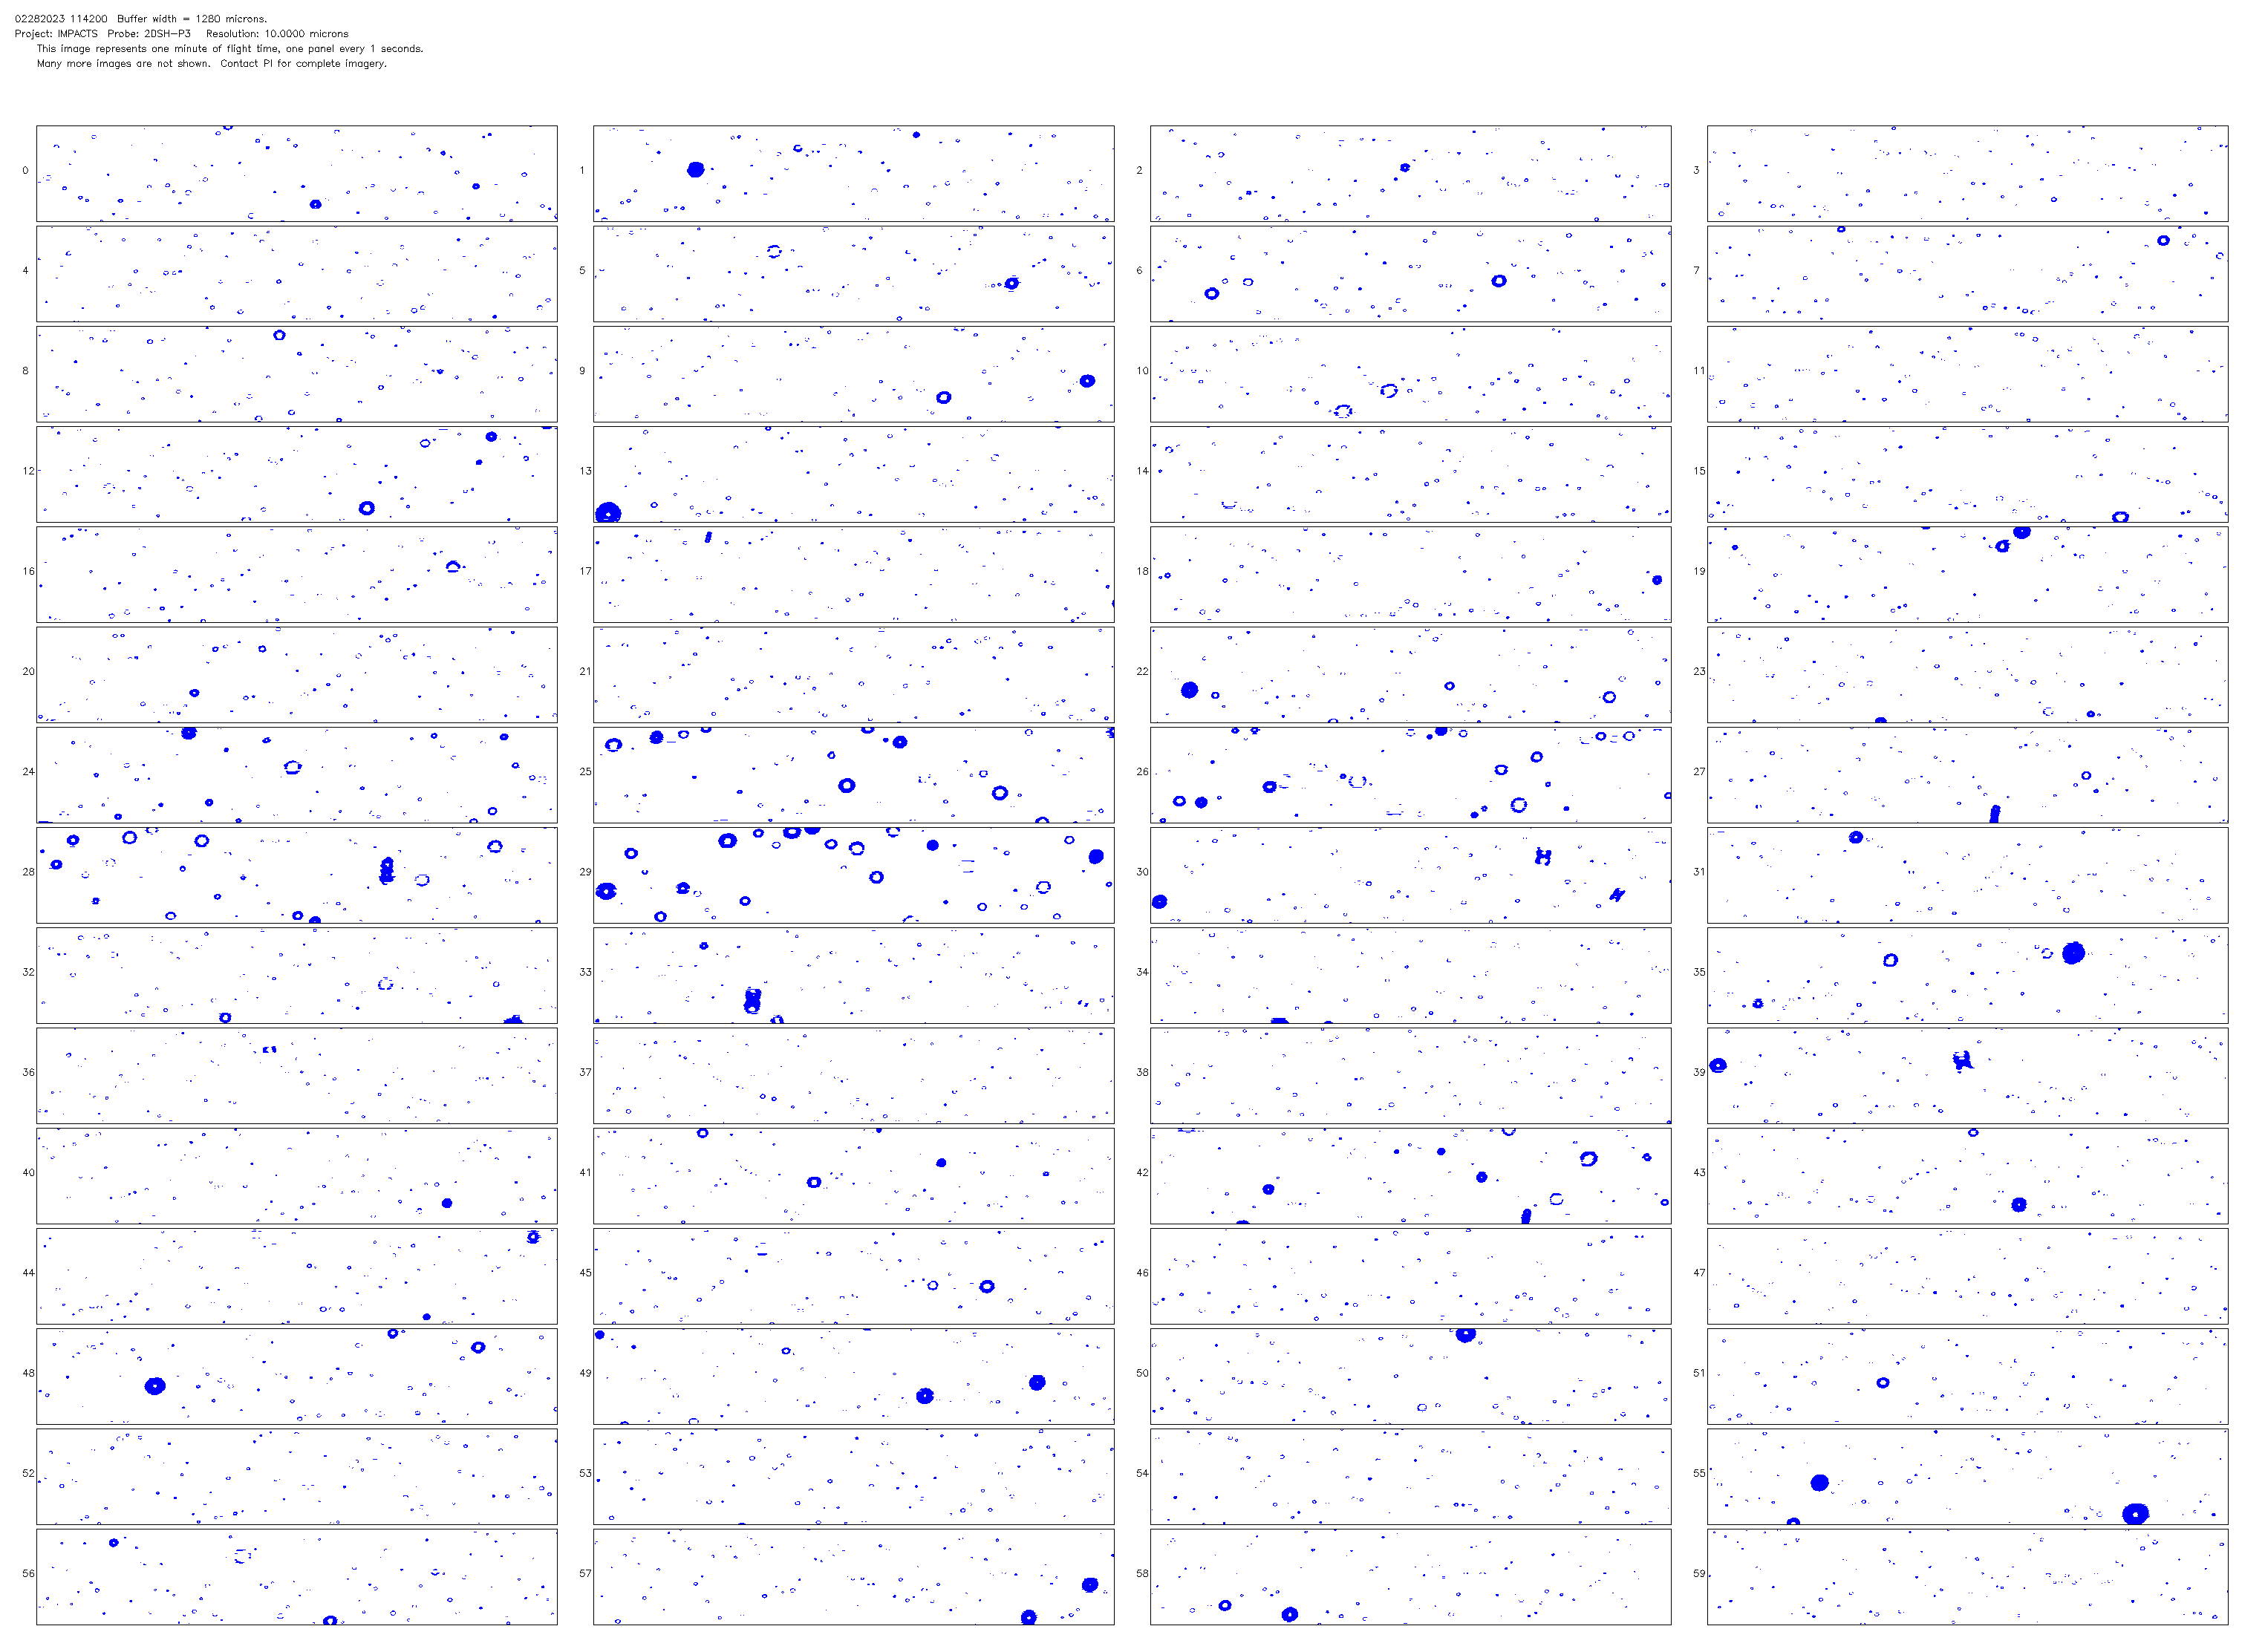 02282023 114200 Buffer width = 1280 microns.
Project: IMPACTS Probe: 2DSH-P3 Resolution: 10.0000 microns
This image represents one minute of flight time, one panel every 1 seconds.
Many more images are not shown. Contact PI for complete imagery.
0 1 2 3
4 5 6 7
8 9 10 11
12 13 14 15
16 17 18 19
20 21 22 23
24 25 26 27
28 29 30 31
32 33 34 35
36 37 38 39
40 41 42 43
44 45 46 47
48 49 50 51
52 53 54 55
56 57 58 59